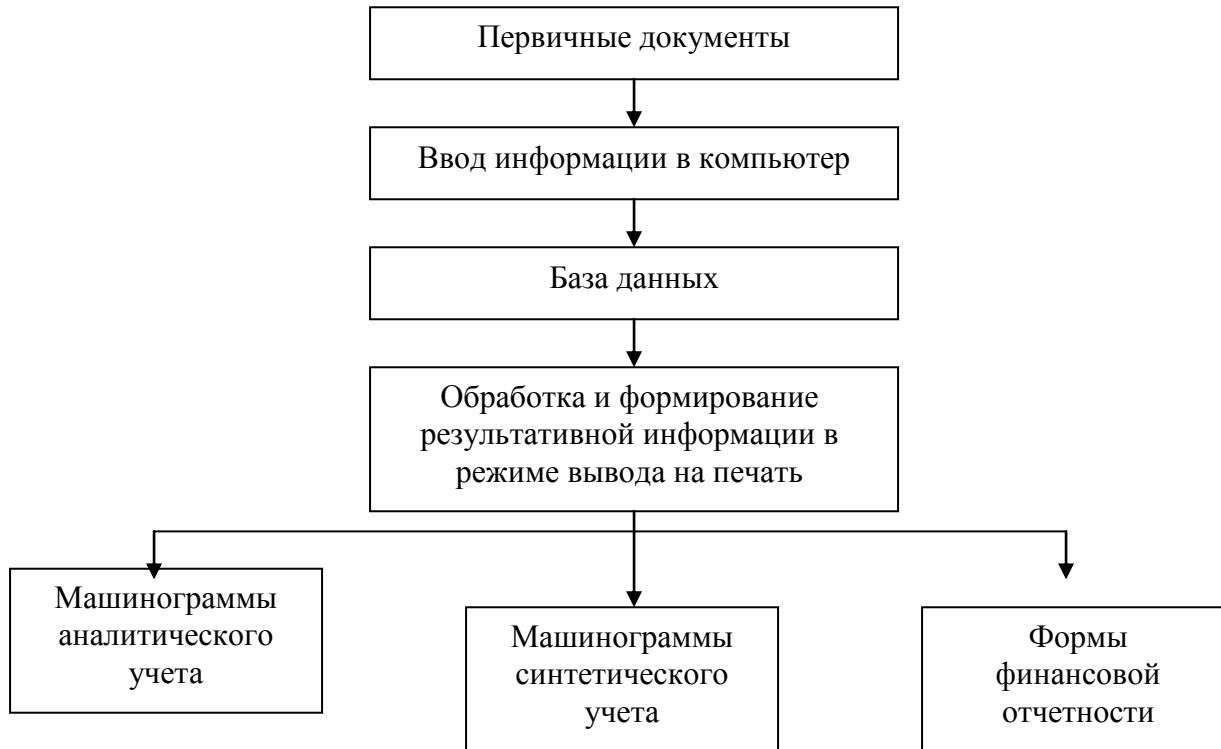 Первичные документы
Ввод информации в компьютер
База данных
Обработка и формирование
результативной информации в
режиме вывода на печать
Машинограммы
аналитического
учета
Машинограммы
синтетического
учета
Формы
финансовой
отчетности